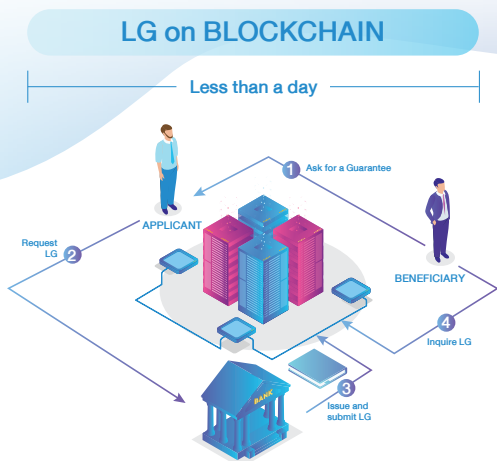 LG on BLOCKCHAIN
Less than a day
1 Ask for a Guarantee
APPLICANT
Request
LG 2
BENEFICIARY
4
Inquire LG
BANK
3
Issue and
submit LG